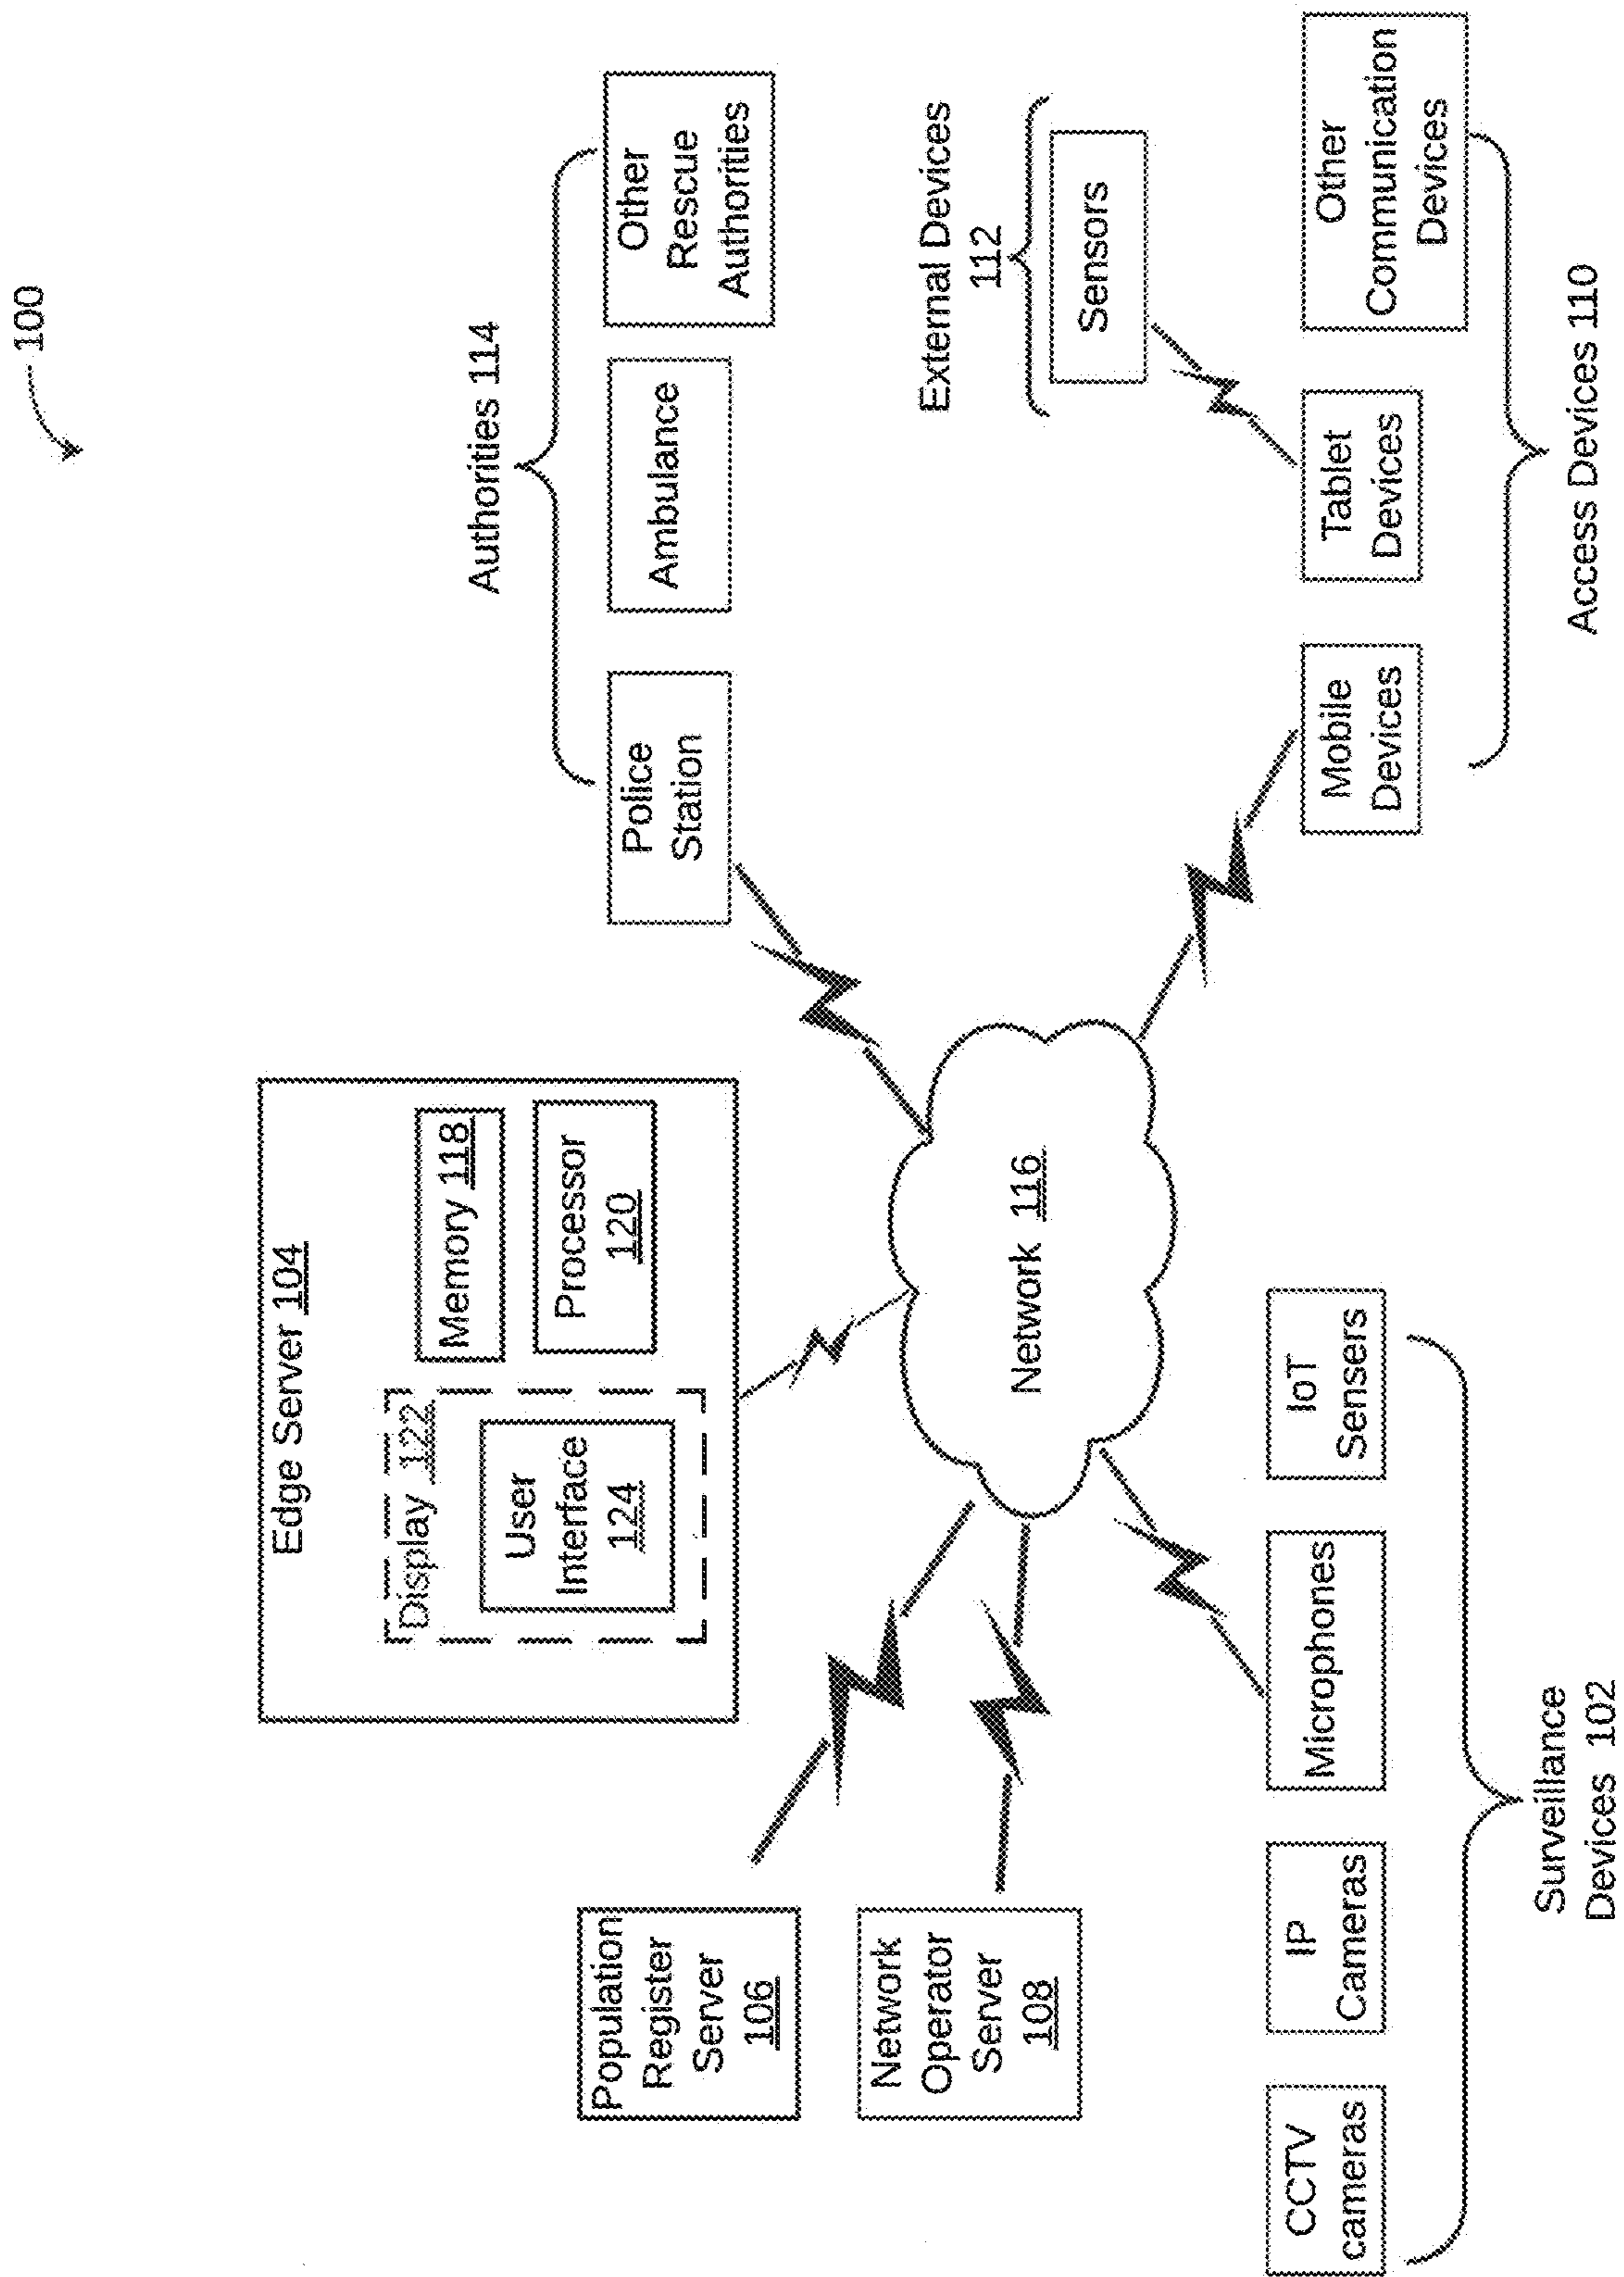 100
Edge Server 104
Display 122
User
Interface
124
Memory 118
Processor
120
Authorities 114
Police
Station
Ambulance
Other
Rescue
Authorities
Population
Register
Server
106
Network
Operator
Server
108
Network 116
External Devices
112
Sensors
CCTV
cameras
IP
Cameras
Microphones
IoT
Sensers
Surveillance
Devices 102
Mobile
Devices
Tablet
Devices
Other
Communication
Devices
Access Devices 110